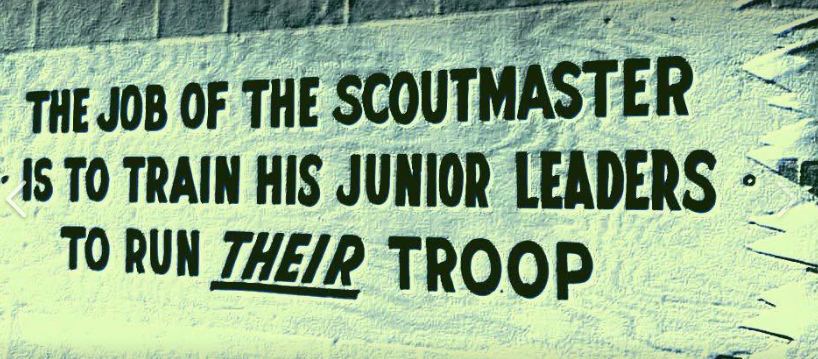 THE JOB OF THE SCOUTMASTER
IS TO TRAIN HIS JUNIOR LEADERS
TO RUN THEIR TROOP